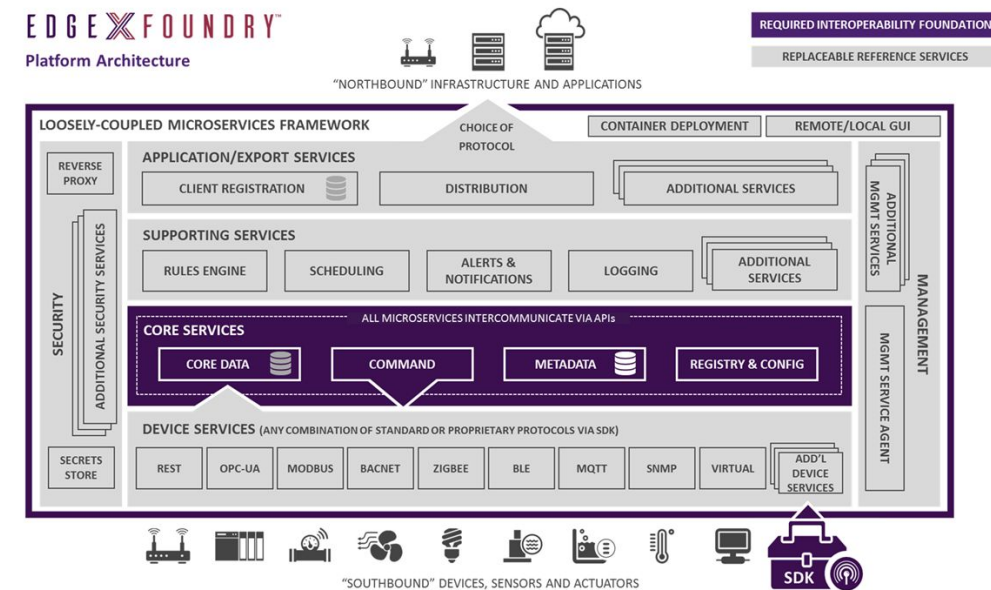 EDGE X FOUNDRY™
Platform Architecture
REQUIRED INTEROPERABILITY FOUNDATION
REPLACEABLE REFERENCE SERVICES
"NORTHBOUND" INFRASTRUCTURE AND APPLICATIONS
LOOSELY-COUPLED MICROSERVICES FRAMEWORK
CHOICE OF
PROTOCOL
CONTAINER DEPLOYMENT
REMOTE/LOCAL GUI
REVERSE
PROXY
SECURITY
ADDITIONAL SECURITY SERVICES
SECRETS
STORE
APPLICATION/EXPORT SERVICES
CLIENT REGISTRATION
DISTRIBUTION
ADDITIONAL SERVICES
SUPPORTING SERVICES
RULES ENGINE
SCHEDULING
ALERTS &
NOTIFICATIONS
LOGGING
ADDITIONAL
SERVICES
ALL MICROSERVICES INTERCOMMUNICATE VIA APIs
CORE SERVICES
CORE DATA
COMMAND
METADATA
REGISTRY & CONFIG
DEVICE SERVICES (ANY COMBINATION OF STANDARD OR PROPRIETARY PROTOCOLS VIA SDK)
REST
OPC-UA
MODBUS
BACNET
ZIGBEE
BLE
MQTT
SNMP
VIRTUAL
ADD'L
DEVICE
SERVICES
ADDITIONAL
MGMT SERVICES
MANAGEMENT
MGMT SERVICE AGENT
"SOUTHBOUND" DEVICES, SENSORS AND ACTUATORS
SDK